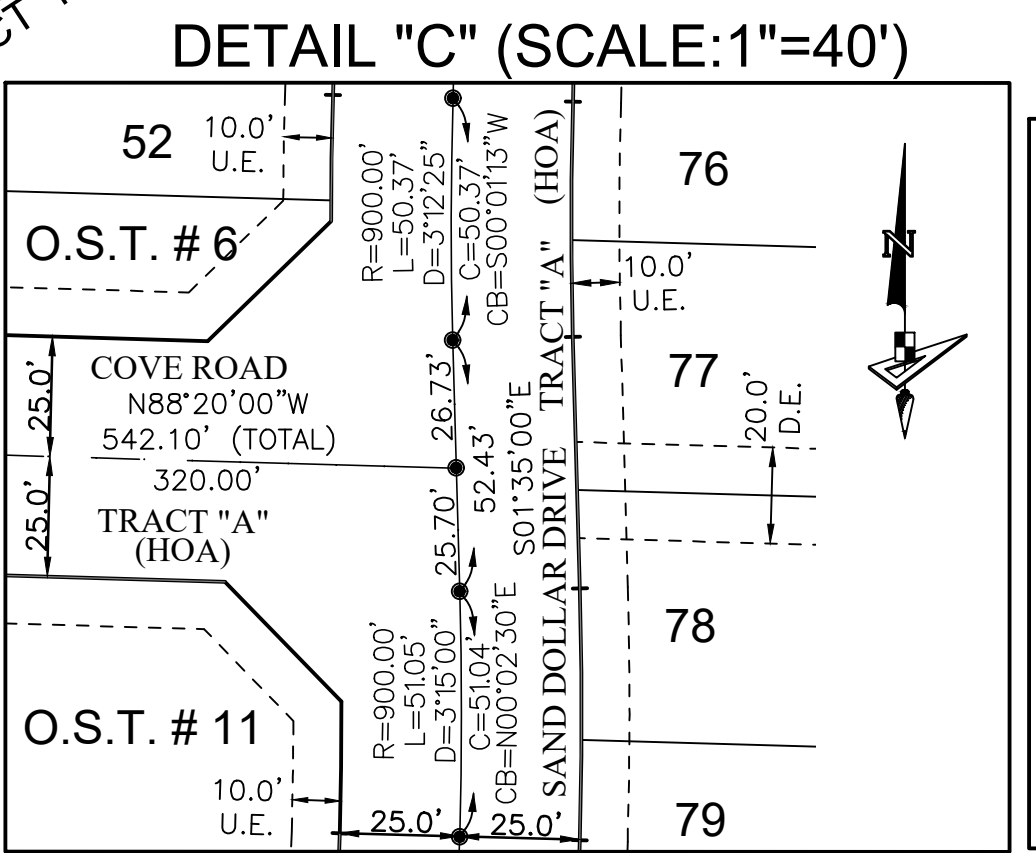 CT
DETAIL "C" (SCALE:1"=40')
52
10.0'
U.E.
O.S.T. # 6
R=900.00'
L=50.37'
D=3°12'25"
C=50.37'
CB=S00°01'13"W
TRACT "A" (HOA)
76
10.0'
U.E.
N
25.0'
COVE ROAD
N88°20'00"W
542.10' (TOTAL)
320.00'
25.0'
TRACT "A"
(HOA)
26.73'
25.70'
52.43'
S01°35'00"E
SAND DOLLAR DRIVE
77
20.0'
D.E.
78
O.S.T. # 11
10.0'
U.E.
R=900.00'
L=51.05'
D=3°15'00"
C=51.04'
CB=N00°02'30"E
25.0'
25.0'
79